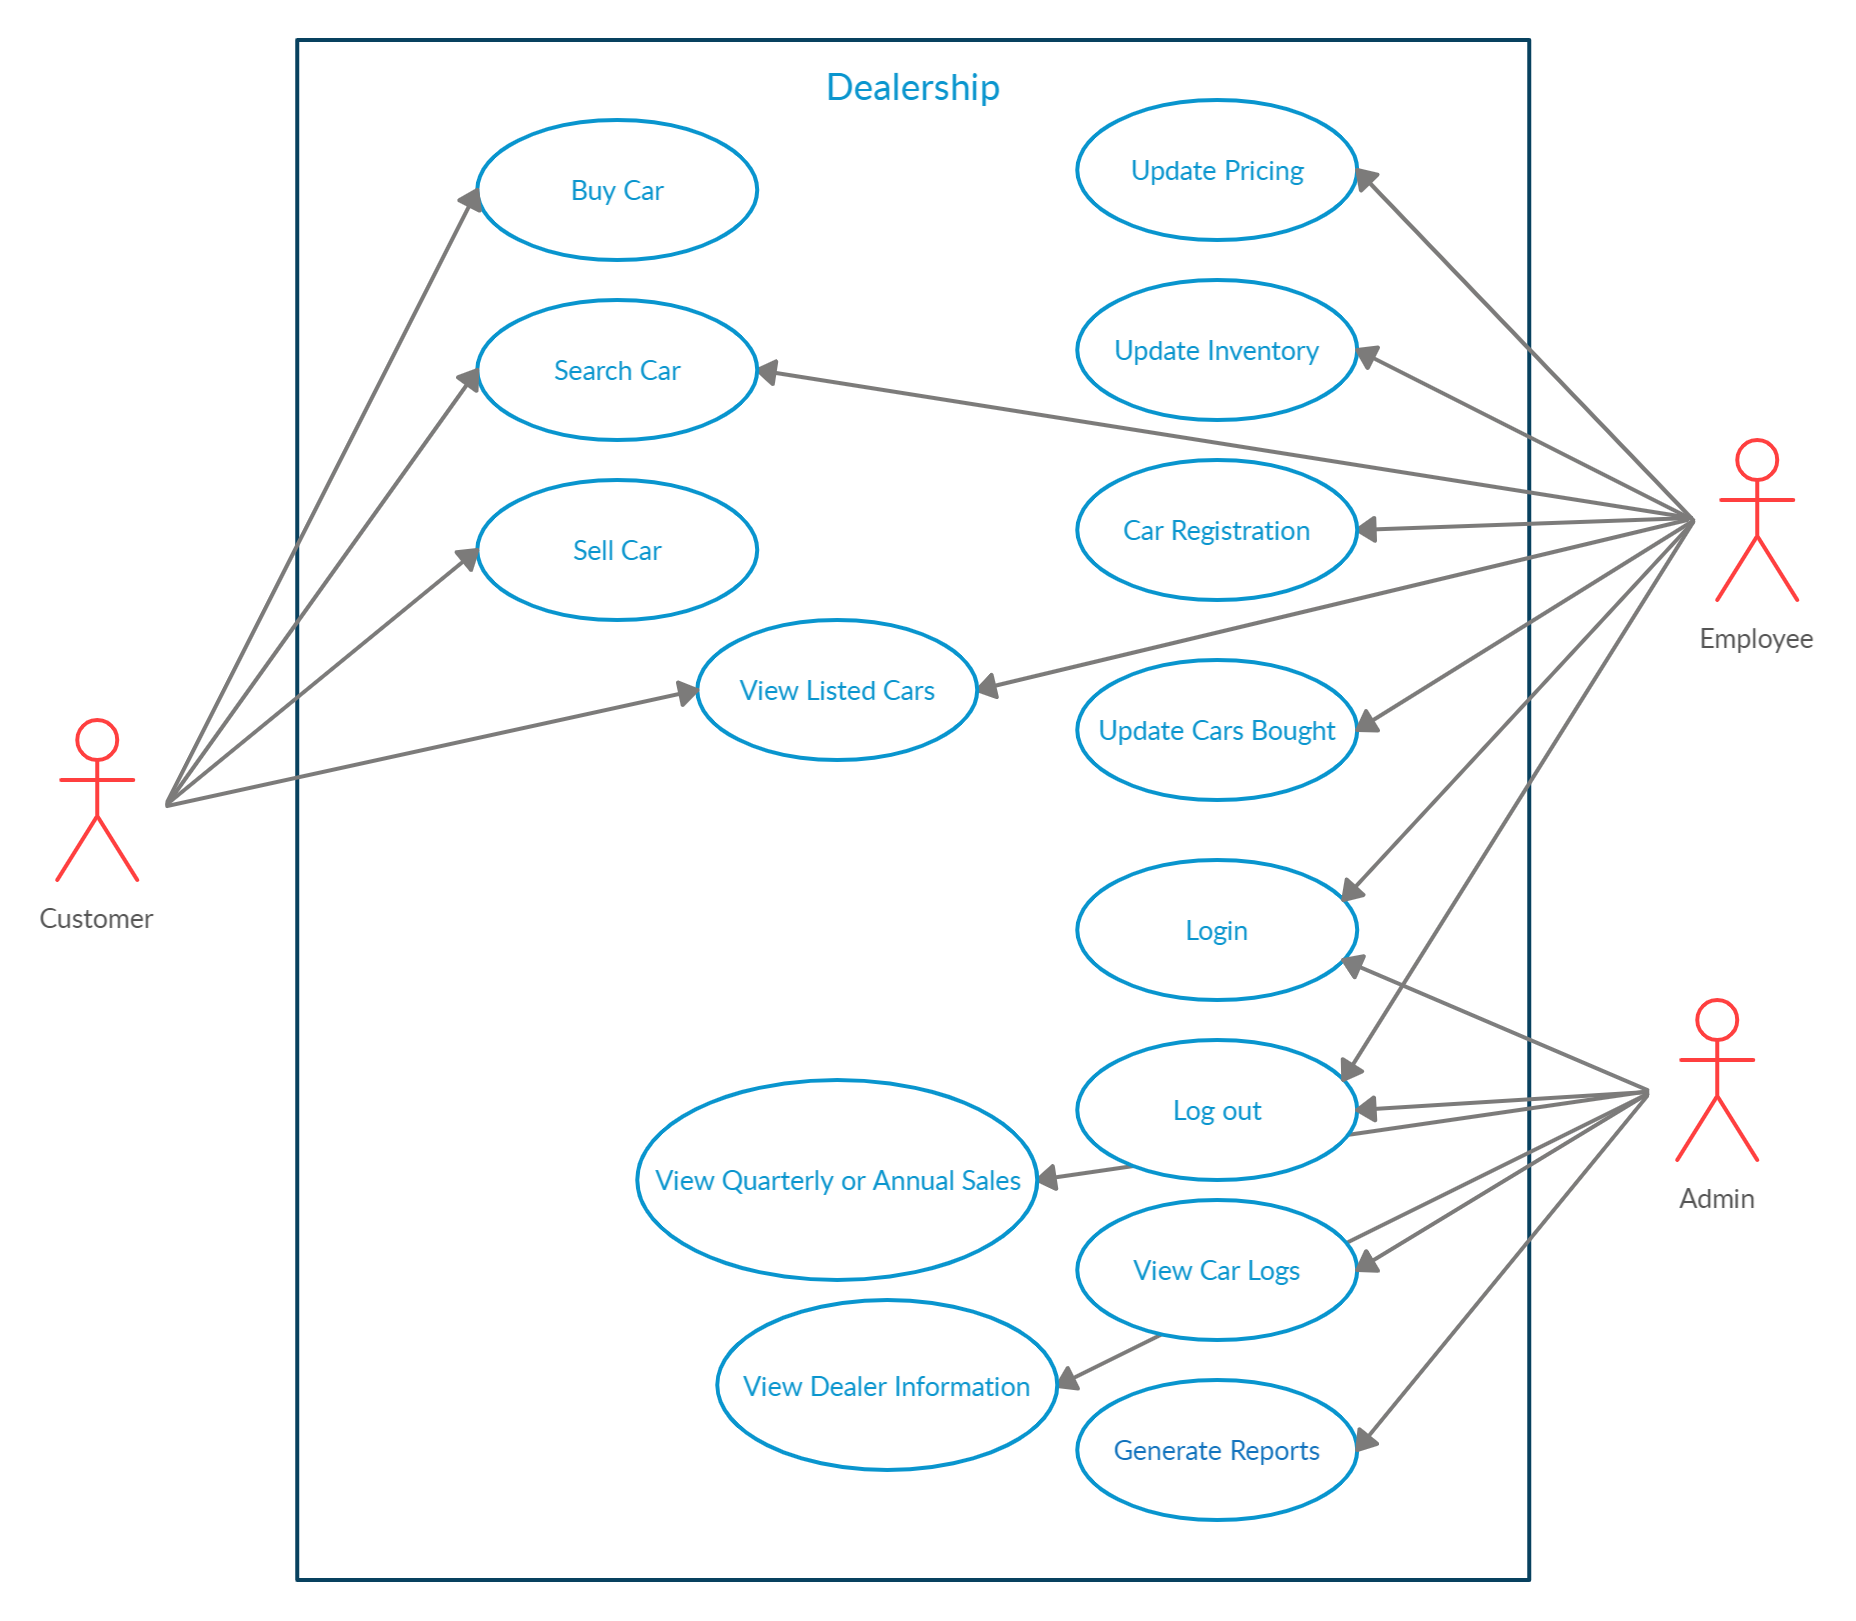 Dealership
Buy Car
Update Pricing
Search Car
Update Inventory
Sell Car
Car Registration
Employee
View Listed Cars
Update Cars Bought
Customer
Login
Log out
View Quarterly or Annual Sales
Admin
View Car Logs
View Dealer Information
Generate Reports